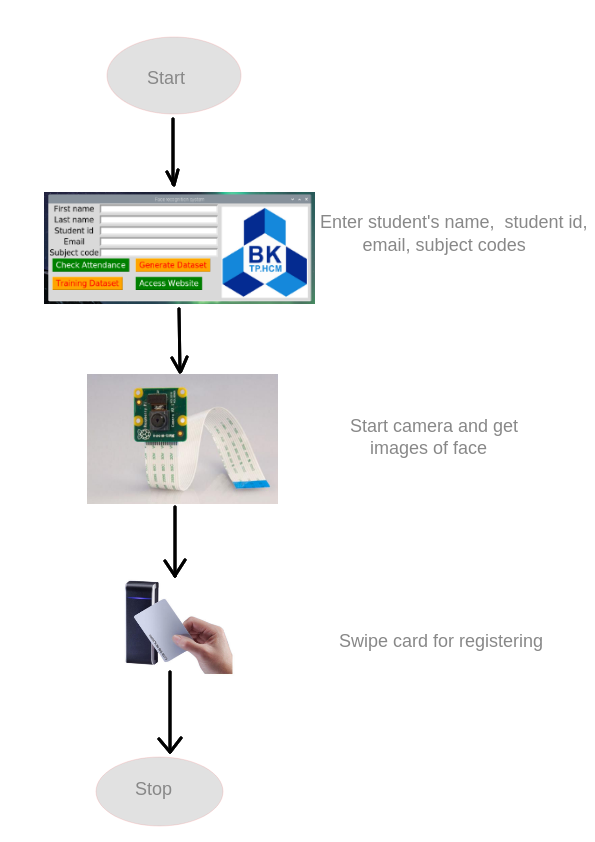 Start
First name
Last name
Student id
Email
Subject code
Check Attendance
Generate Dataset
Training Dataset
Access Website
BK
TP.HCM
Enter student's name,  student id,
email, subject codes
Start camera and get
images of face
Swipe card for registering
Stop